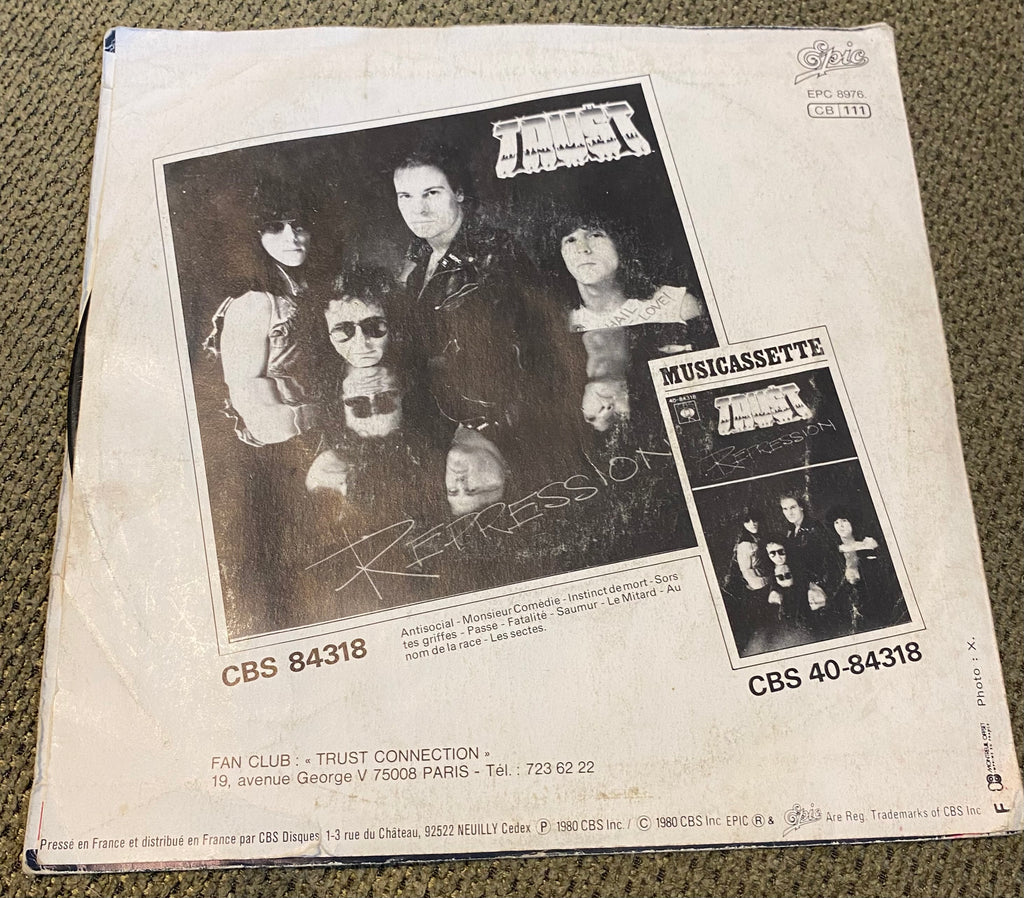 Epic
EPC 8976.
CB 111
TRUST
HAIL
LOVE!
REPRESSION
MUSICASSETTE
40-84318
TRUST
REPRESSION
CBS 84318
Antisocial - Monsieur Comédie - Instinct de mort - Sors
tes griffes - Passe - Fatalité - Saumur - Le Mitard - Au
nom de la race - Les sectes.
CBS 40-84318
FAN CLUB : « TRUST CONNECTION »
19, avenue George V 75008 PARIS - Tél. : 723 62 22
Photo : X.
F
Pressé en France et distribué en France par CBS Disques 1-3 rue du Château, 92522 NEUILLY Cedex Ⓟ 1980 CBS Inc. / © 1980 CBS Inc EPIC ® & Epic Are Reg. Trademarks of CBS Inc